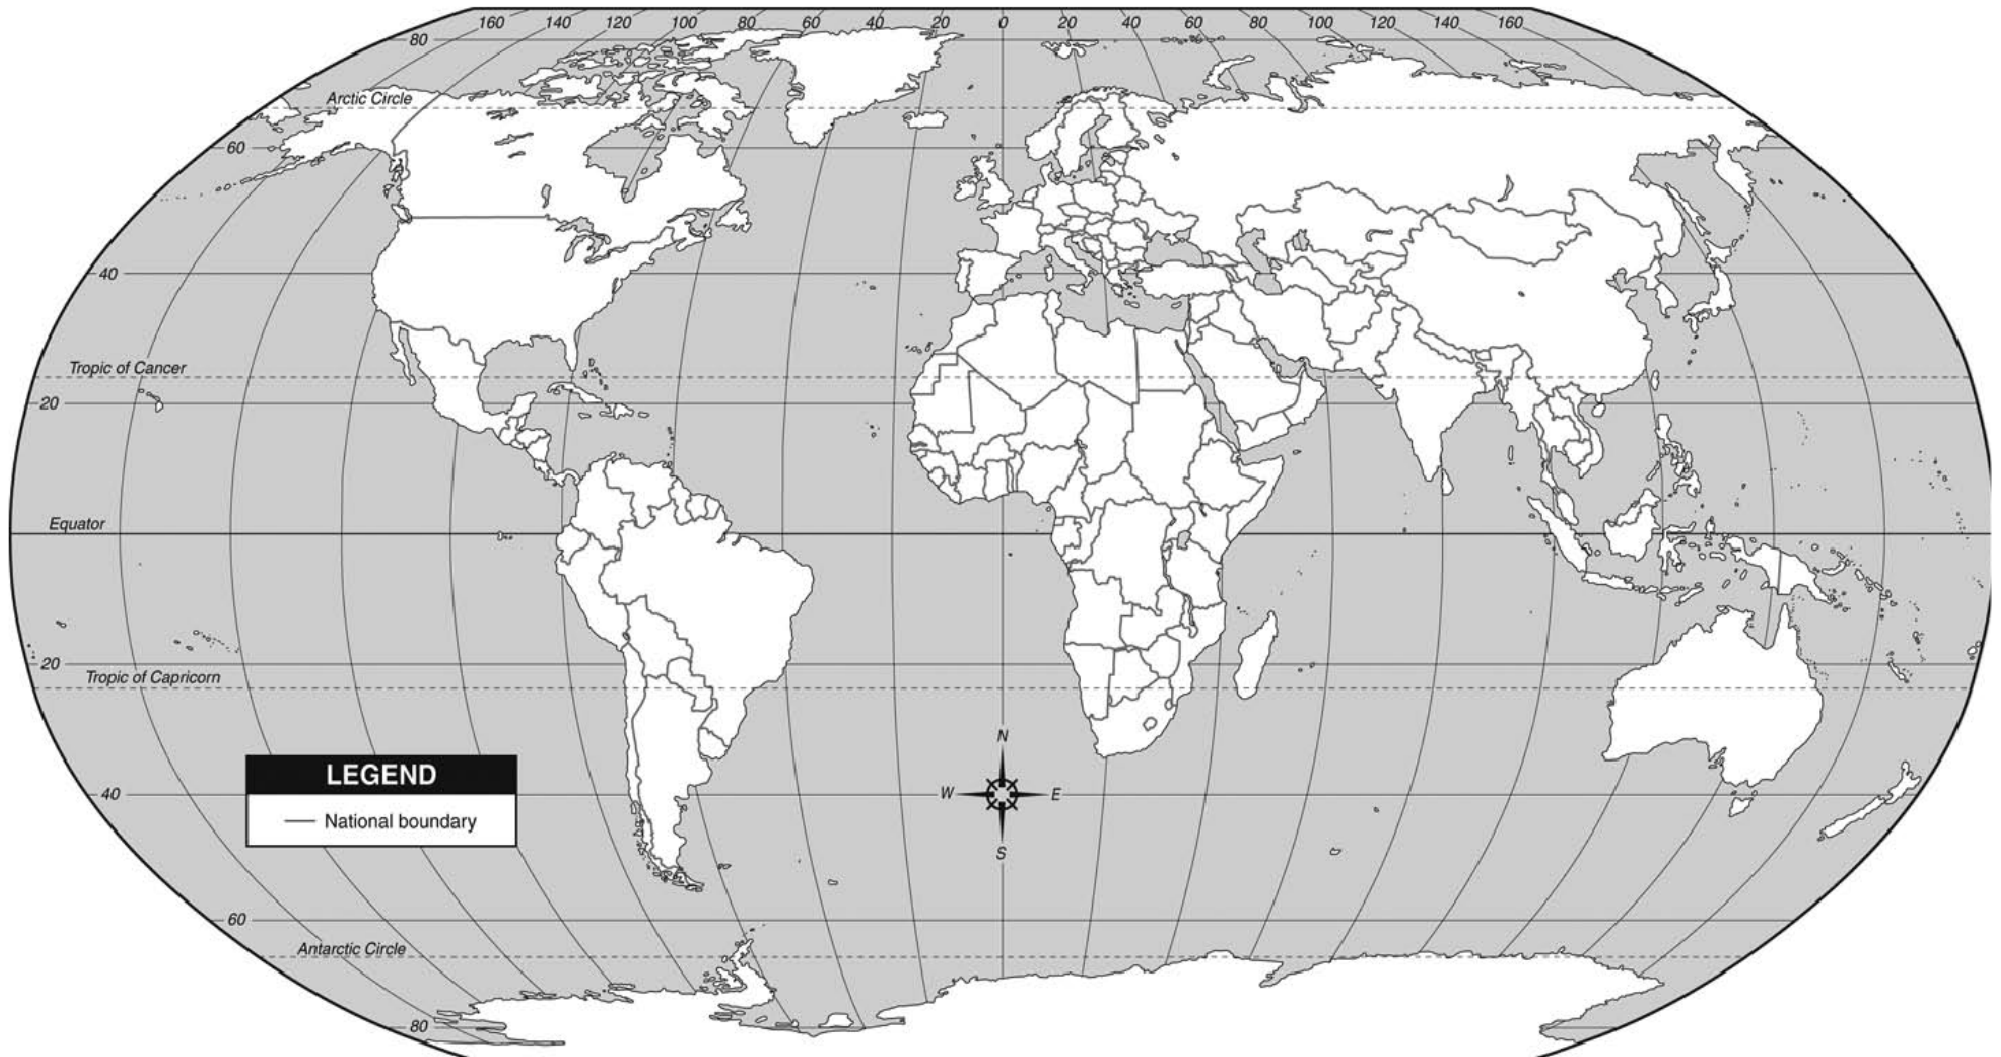 160 140 120 100 80 60 40 20 0 20 40 60 80 100 120 140 160
80
Arctic Circle
60
40
Tropic of Cancer
20
Equator
20
Tropic of Capricorn
N
LEGEND
40
W E
National boundary
S
60
Antarctic Circle
80